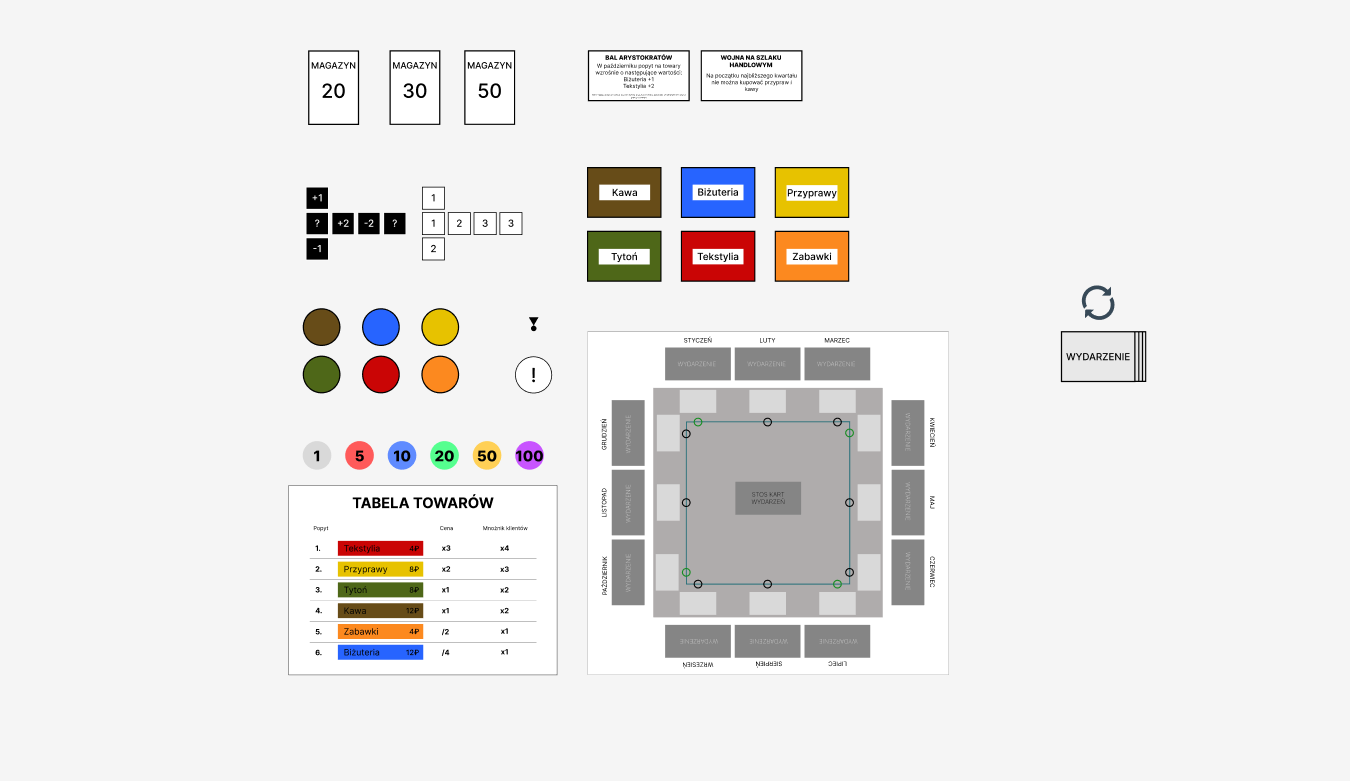 MAGAZYN
20
MAGAZYN
30
MAGAZYN
50
BAL ARYSTOKRATÓW
W październiku popyt na towary
wzrośnie o następujące wartości:
Biżuteria +1
Tekstylia +2
WOJNA NA SZLAKU
HANDLOWYM
Na początku najbliższego kwartału
nie można kupować przypraw i
kawy
+1
? +2 -2 ?
-1
1
1 2 3 3
2
Kawa
Biżuteria
Przyprawy
Tytoń
Tekstylia
Zabawki
!
1 5 10 20 50 100
TABELA TOWARÓW
Popyt Cena Mnożnik klientów
1. Tekstylia 4₽ x3 x4
2. Przyprawy 8₽ x2 x3
3. Tytoń 8₽ x1 x2
4. Kawa 12₽ x1 x2
5. Zabawki 4₽ /2 x1
6. Biżuteria 12₽ /4 x1
STYCZEŃ LUTY MARZEC
WYDARZENIE WYDARZENIE WYDARZENIE
KWIECIEŃ
WYDARZENIE
MAJ
WYDARZENIE
CZERWIEC
WYDARZENIE
LIPIEC
WYDARZENIE
SIERPIEŃ
WYDARZENIE
WRZESIEŃ
WYDARZENIE
PAŹDZIERNIK
WYDARZENIE
LISTOPAD
WYDARZENIE
GRUDZIEŃ
WYDARZENIE
STOS KART
WYDARZEŃ
WYDARZENIE